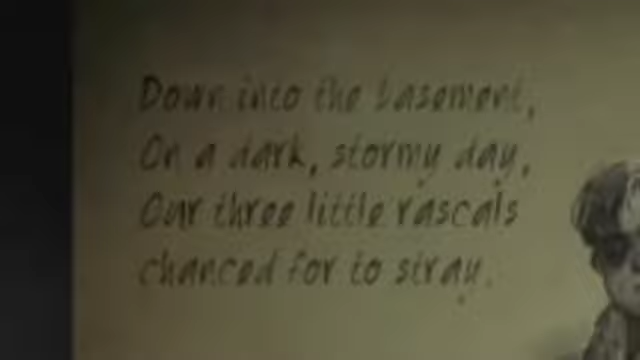 Down into the basement,
On a dark, stormy day,
Our three little rascals
chanced for to stray.